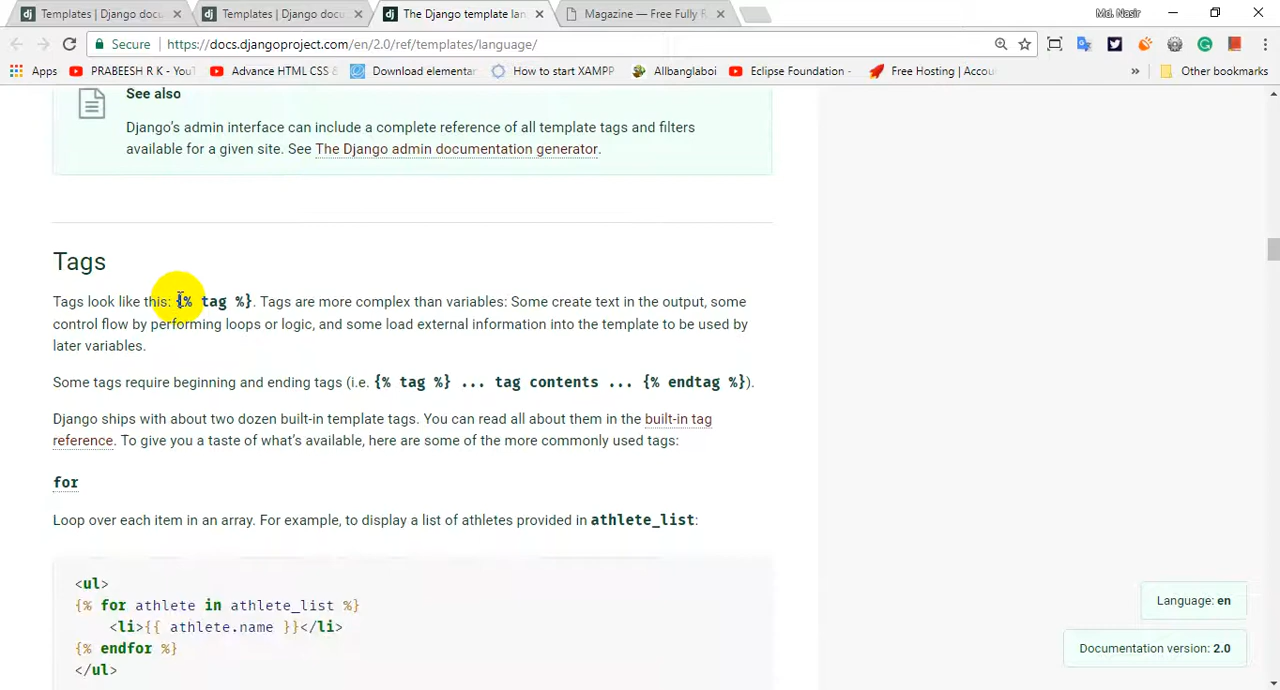 Templates | Django docu
Templates | Django docu
The Django template lan
Magazine — Free Fully R
Md. Nasir
Secure
https://docs.djangoproject.com/en/2.0/ref/templates/language/
Apps
PRABEESH R K - YouT
Advance HTML CSS &
Download elementar
How to start XAMPP
Allbanglaboi
Eclipse Foundation -
Free Hosting | Accou
»
Other bookmarks
See also
Django's admin interface can include a complete reference of all template tags and filters
available for a given site. See The Django admin documentation generator.
Tags
Tags look like this: {% tag %}. Tags are more complex than variables: Some create text in the output, some
control flow by performing loops or logic, and some load external information into the template to be used by
later variables.
Some tags require beginning and ending tags (i.e. {% tag %} ... tag contents ... {% endtag %}).
Django ships with about two dozen built-in template tags. You can read all about them in the built-in tag
reference. To give you a taste of what's available, here are some of the more commonly used tags:
for
Loop over each item in an array. For example, to display a list of athletes provided in athlete_list:
<ul>
{% for athlete in athlete_list %}
    <li>{{ athlete.name }}</li>
{% endfor %}
</ul>
Language: en
Documentation version: 2.0